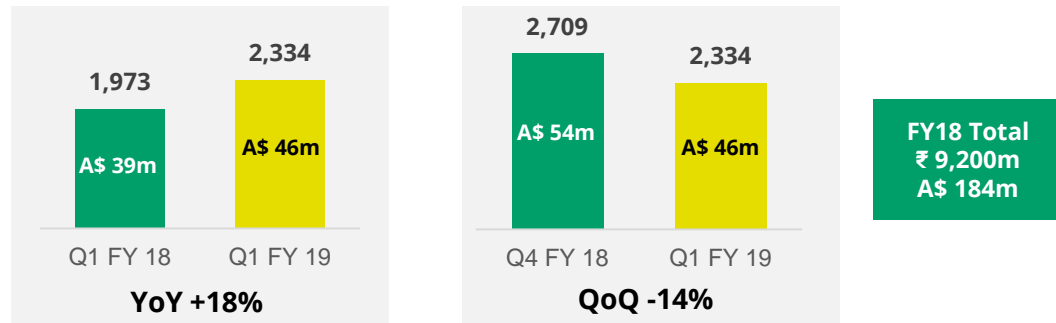 1,973
2,334
A$ 39m
A$ 46m
Q1 FY 18
Q1 FY 19
YoY +18%
2,709
2,334
A$ 54m
A$ 46m
Q4 FY 18
Q1 FY 19
QoQ -14%
FY18 Total
₹ 9,200m
A$ 184m